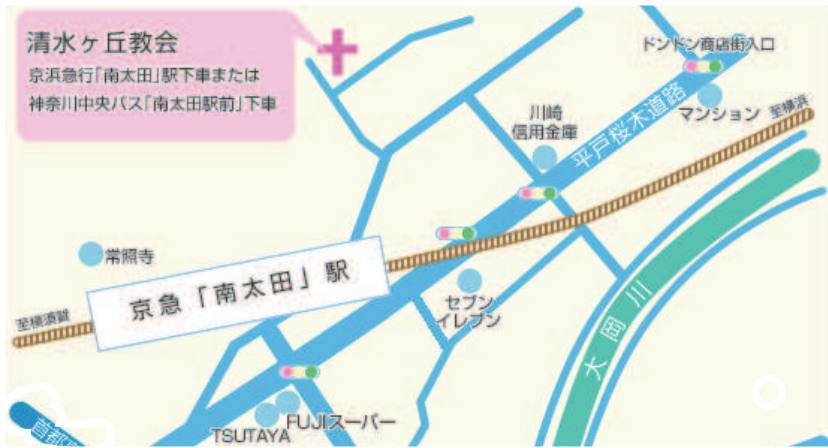 清水ヶ丘教会
京浜急行「南太田」駅下車または
神奈川中央バス「南太田駅前」下車
ドンドン商店街入口
マンション
至横浜
川崎
信用金庫
平戸桜木道路
常照寺
京急「南太田」駅
至横須賀
セブン
イレブン
大岡川
FUJIスーパー
TSUTAYA
首都